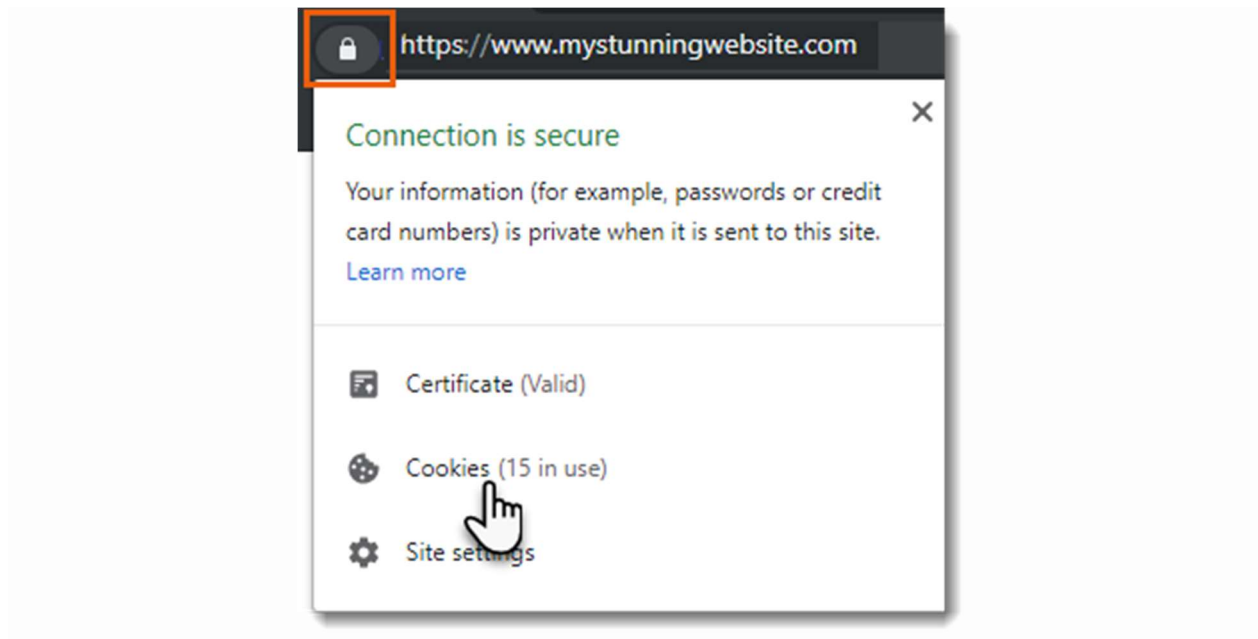 https://www.mystunningwebsite.com
Connection is secure
Your information (for example, passwords or credit
card numbers) is private when it is sent to this site.
Learn more
Certificate (Valid)
Cookies (15 in use)
Site settings